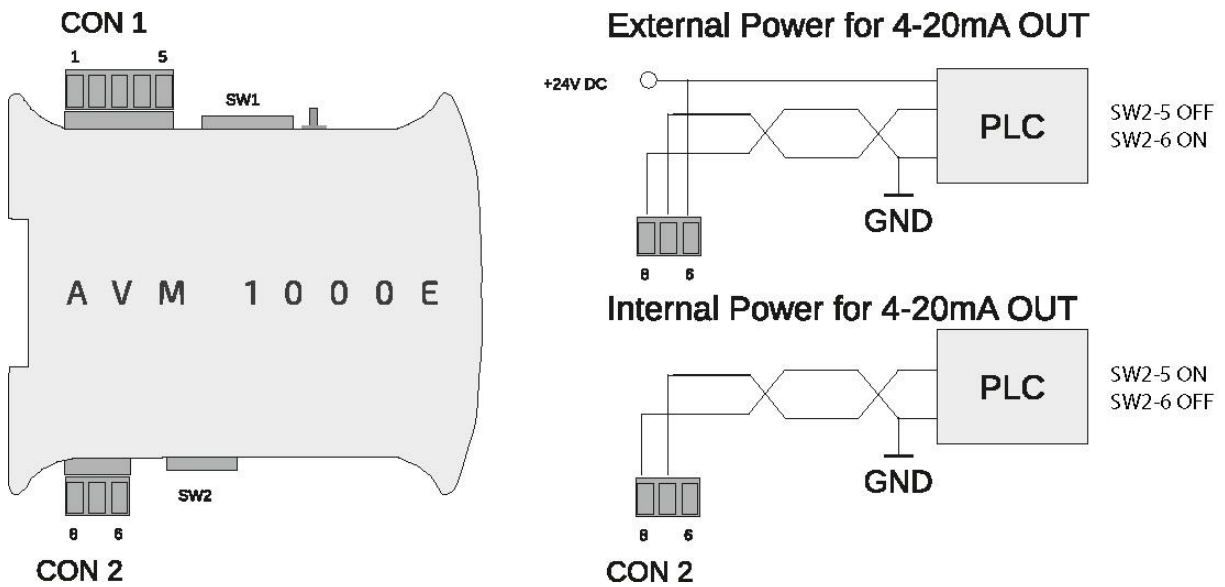 CON 1
1 5
SW1
A V M 1 0 0 0 E
SW2
8 6
CON 2
External Power for 4-20mA OUT
+24V DC
PLC
SW2-5 OFF
SW2-6 ON
GND
8 6
Internal Power for 4-20mA OUT
PLC
SW2-5 ON
SW2-6 OFF
GND
8 6
CON 2